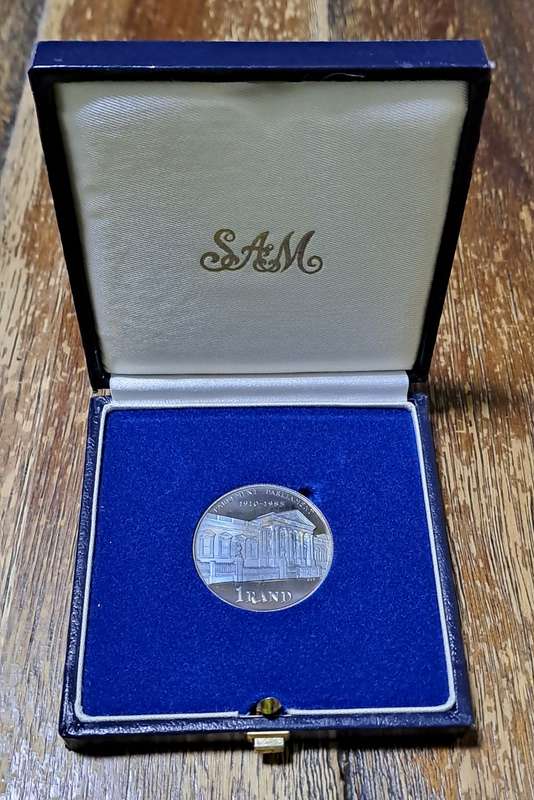 SAM
PARLEMENT PARLIAMENT
1910-1985
1 RAND